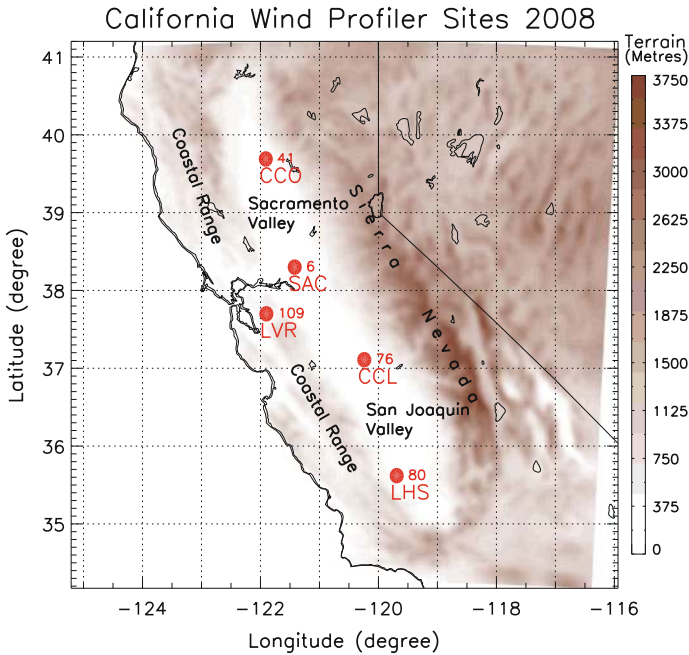 California Wind Profiler Sites 2008
Terrain
(Metres)
41
40
39
38
37
36
35
Latitude (degree)
Coastal Range
41
CCO
Sacramento
Valley
Sierra
Nevada
6
SAC
109
LVR
76
CCL
Coastal Range
San Joaquin
Valley
80
LHS
3750
3375
3000
2625
2250
1875
1500
1125
750
375
0
−124
−122
−120
−118
−116
Longitude (degree)